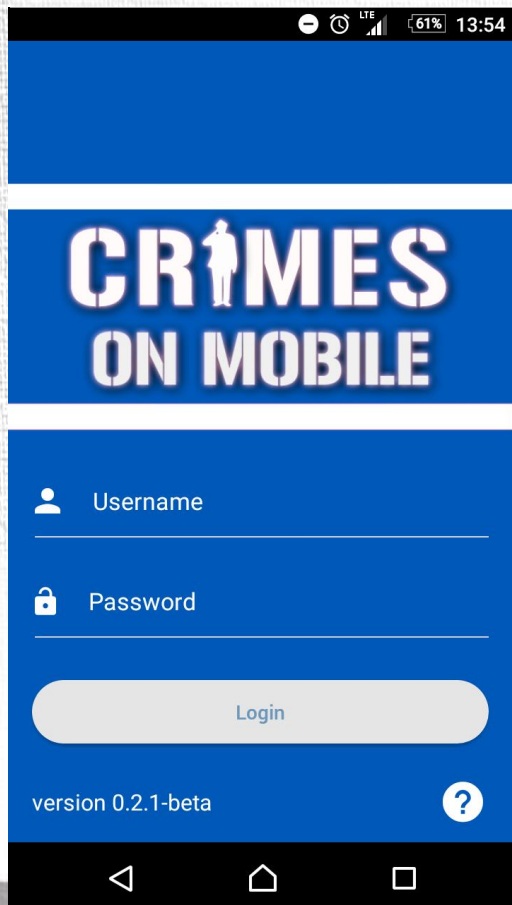 LTE 61% 13:54
CRIMES
ON MOBILE
Username
Password
Login
version 0.2.1-beta ?